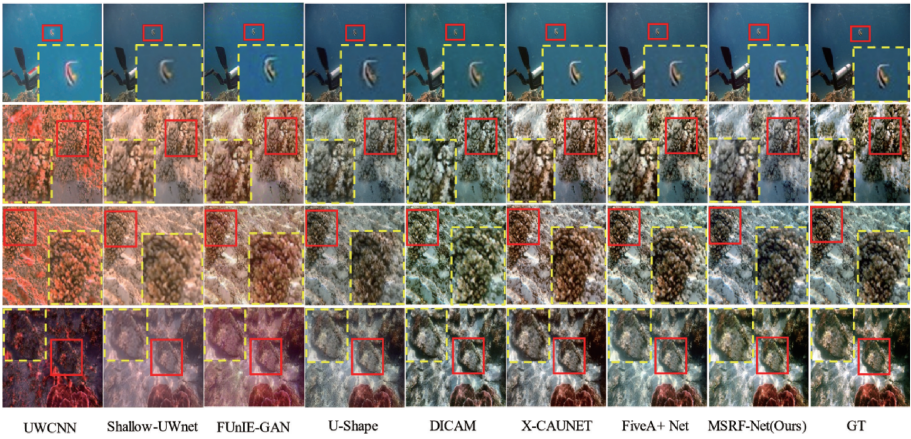 UWCNN Shallow-UWnet FUnIE-GAN U-Shape DICAM X-CAUNET FiveA+ Net MSRF-Net(Ours) GT